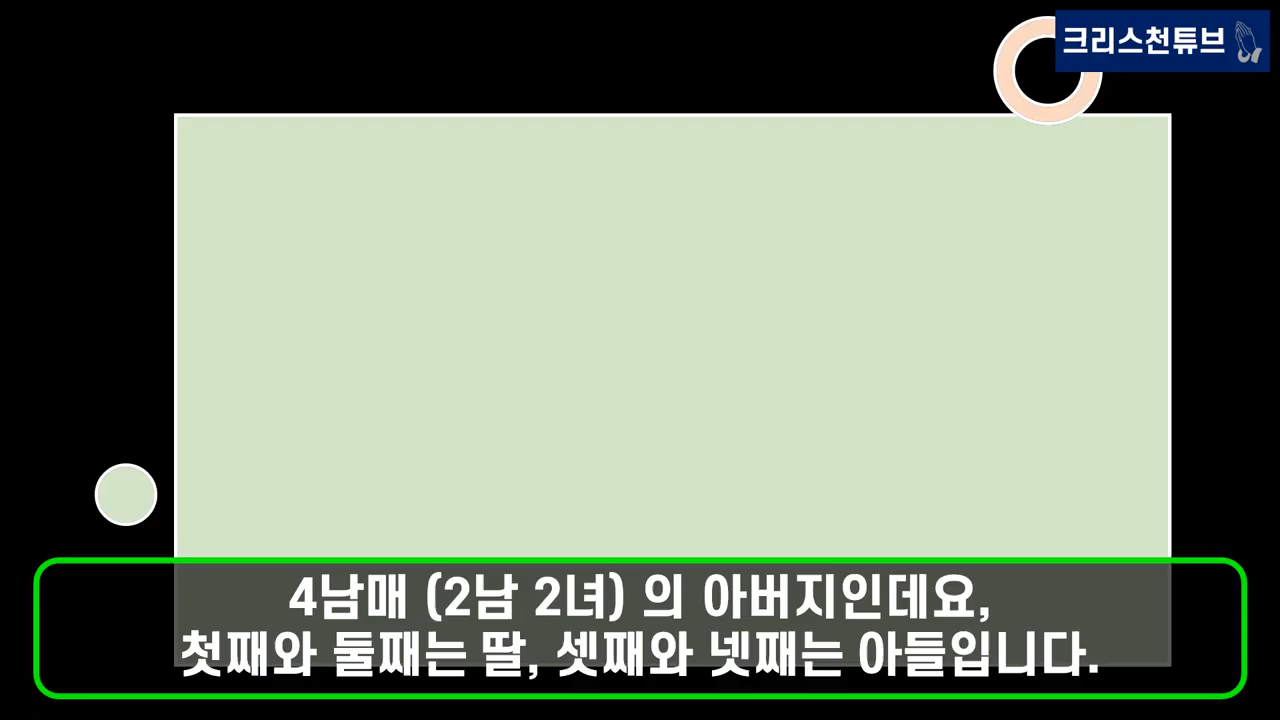 크리스천튜브
4남매 (2남 2녀) 의 아버지인데요,
첫째와 둘째는 딸, 셋째와 넷째는 아들입니다.